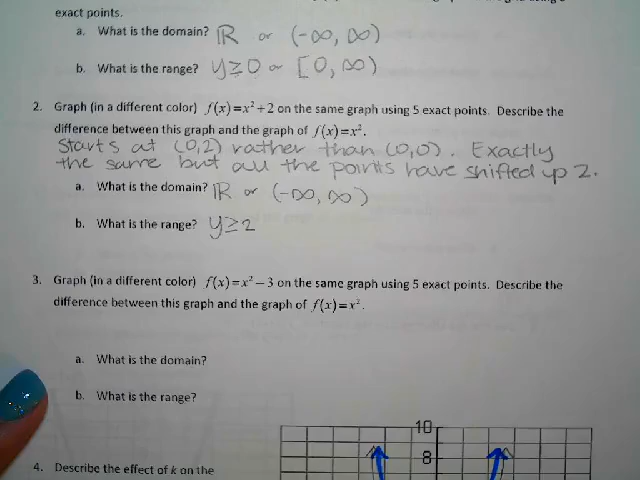 exact points.
a. What is the domain? ℝ or (-∞, ∞)
b. What is the range? y≥0 or [0, ∞)
2. Graph (in a different color) f(x)=x²+2 on the same graph using 5 exact points. Describe the
difference between this graph and the graph of f(x)=x².
Starts at (0,2) rather than (0,0). Exactly
the same but all the points have shifted up 2.
a. What is the domain? ℝ or (-∞, ∞)
b. What is the range? y≥2
3. Graph (in a different color) f(x)=x²-3 on the same graph using 5 exact points. Describe the
difference between this graph and the graph of f(x)=x².
a. What is the domain?
b. What is the range?
10
8
4. Describe the effect of k on the